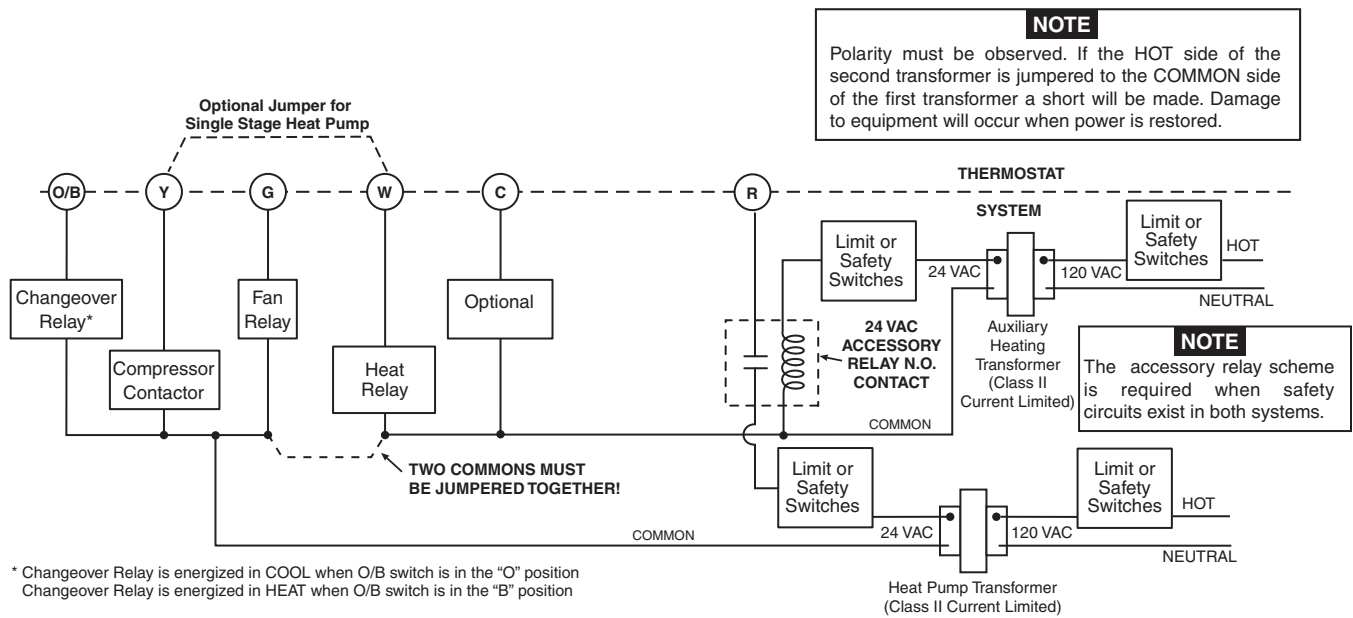 NOTE
Polarity must be observed. If the HOT side of the
second transformer is jumpered to the COMMON side
of the first transformer a short will be made. Damage
to equipment will occur when power is restored.
Optional Jumper for
Single Stage Heat Pump
O/B
Y
G
W
C
R
THERMOSTAT
SYSTEM
Changeover
Relay*
Compressor
Contactor
Fan
Relay
Heat
Relay
Optional
Limit or
Safety
Switches
24 VAC
120 VAC
Limit or
Safety
Switches
HOT
NEUTRAL
24 VAC
ACCESSORY
RELAY N.O.
CONTACT
Auxiliary
Heating
Transformer
(Class II
Current Limited)
NOTE
The accessory relay scheme
is required when safety
circuits exist in both systems.
COMMON
TWO COMMONS MUST
BE JUMPERED TOGETHER!
Limit or
Safety
Switches
24 VAC
120 VAC
Limit or
Safety
Switches
HOT
NEUTRAL
COMMON
Heat Pump Transformer
(Class II Current Limited)
* Changeover Relay is energized in COOL when O/B switch is in the “O” position
Changeover Relay is energized in HEAT when O/B switch is in the “B” position